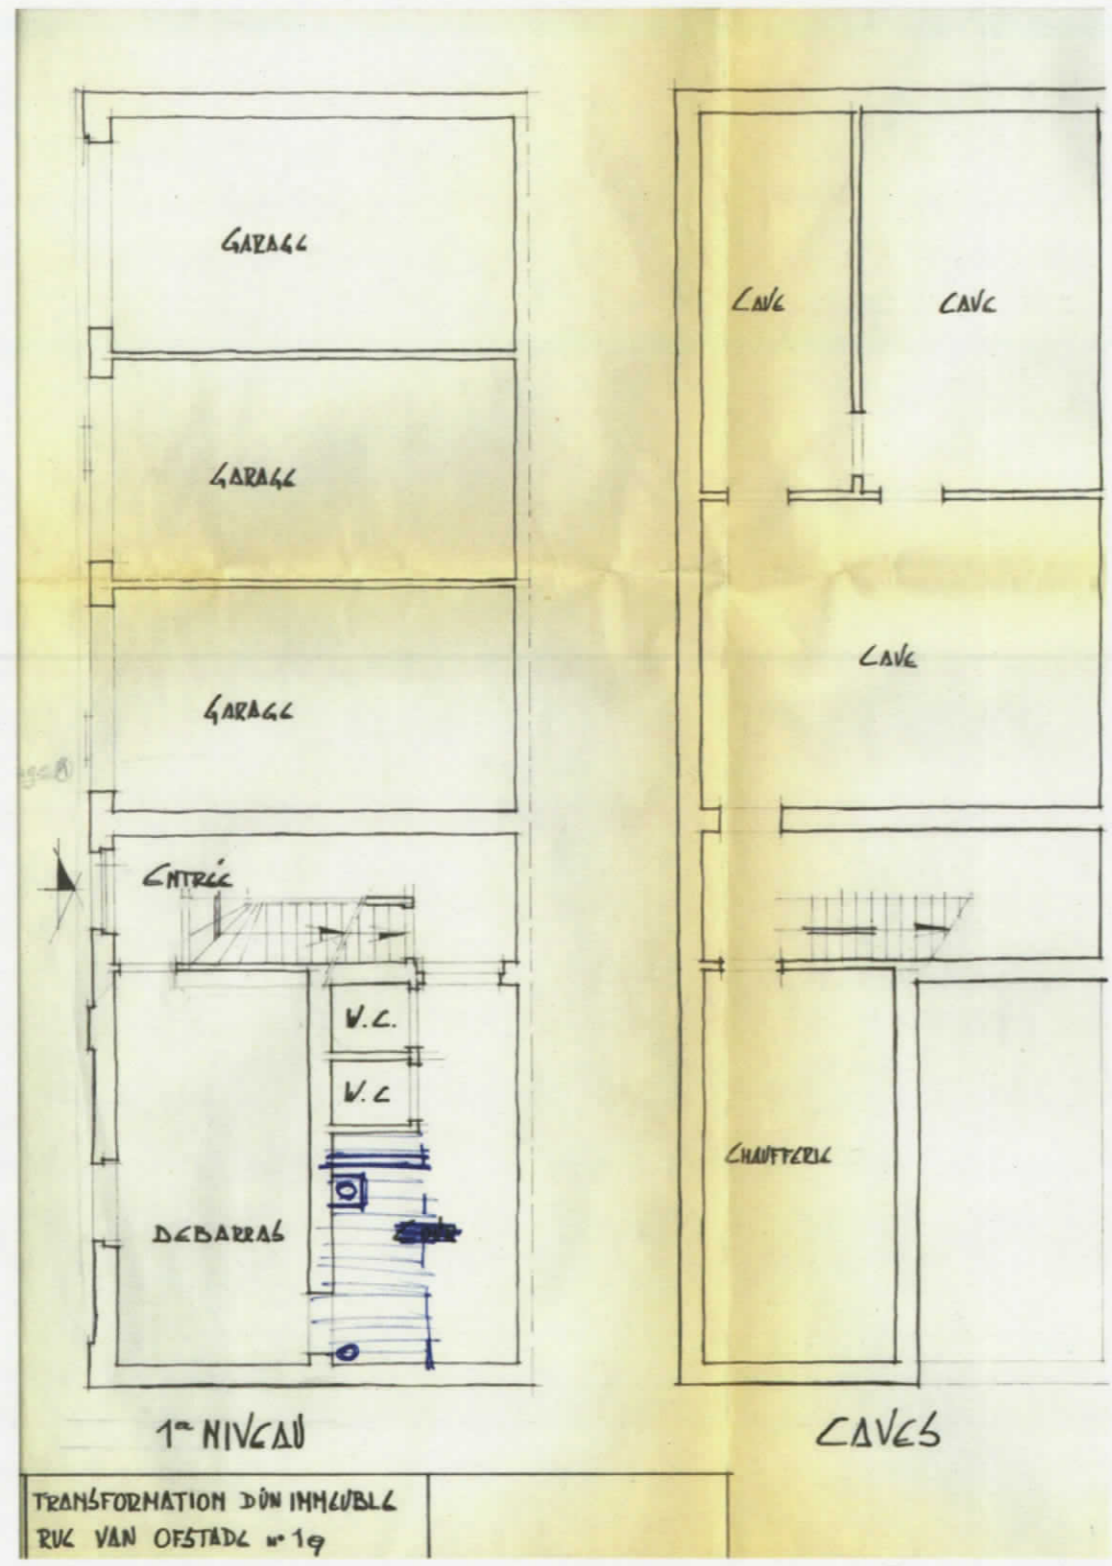 GARAGE
GARAGE
GARAGE
ENTRÉE
W.C.
W.C
DEBARRAS
1er NIVEAU
CAVE
CAVE
CAVE
CHAUFFERIE
CAVES
TRANSFORMATION D'UN IMMEUBLE
RUE VAN OFSTADE n° 19